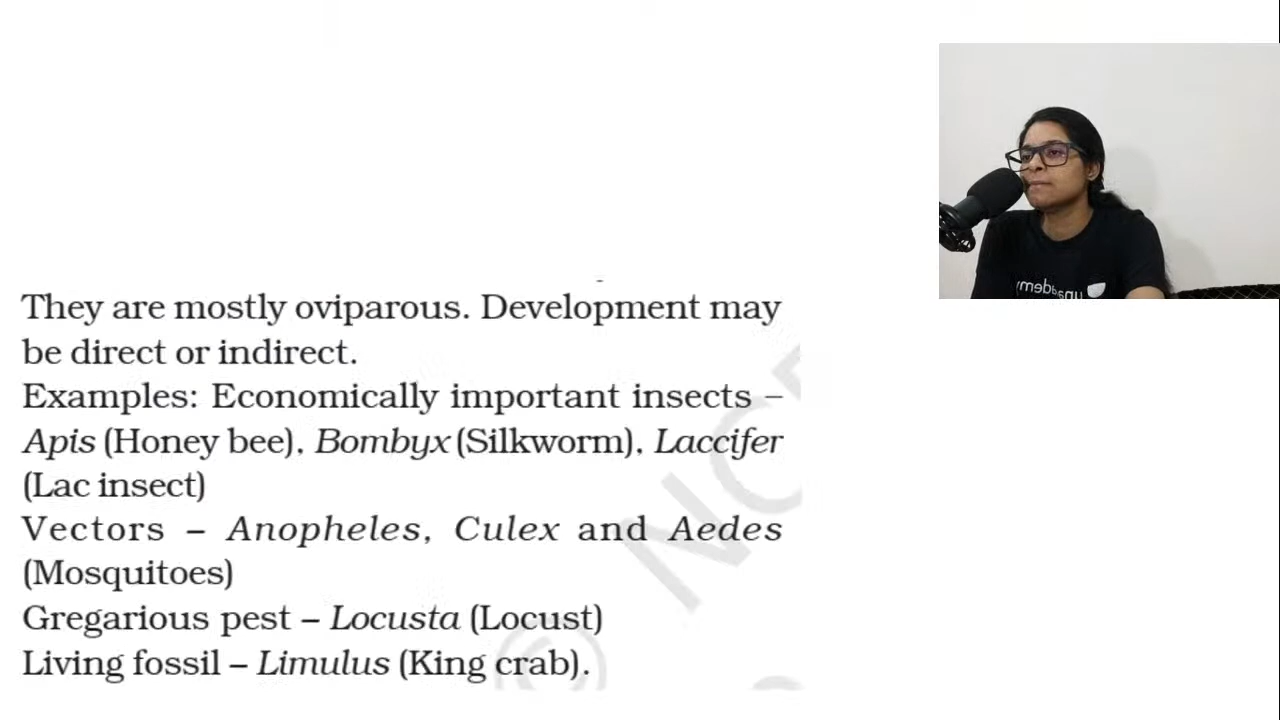 They are mostly oviparous. Development may
be direct or indirect.
Examples: Economically important insects –
Apis (Honey bee), Bombyx (Silkworm), Laccifer
(Lac insect)
Vectors – Anopheles, Culex and Aedes
(Mosquitoes)
Gregarious pest – Locusta (Locust)
Living fossil – Limulus (King crab).
unacademy